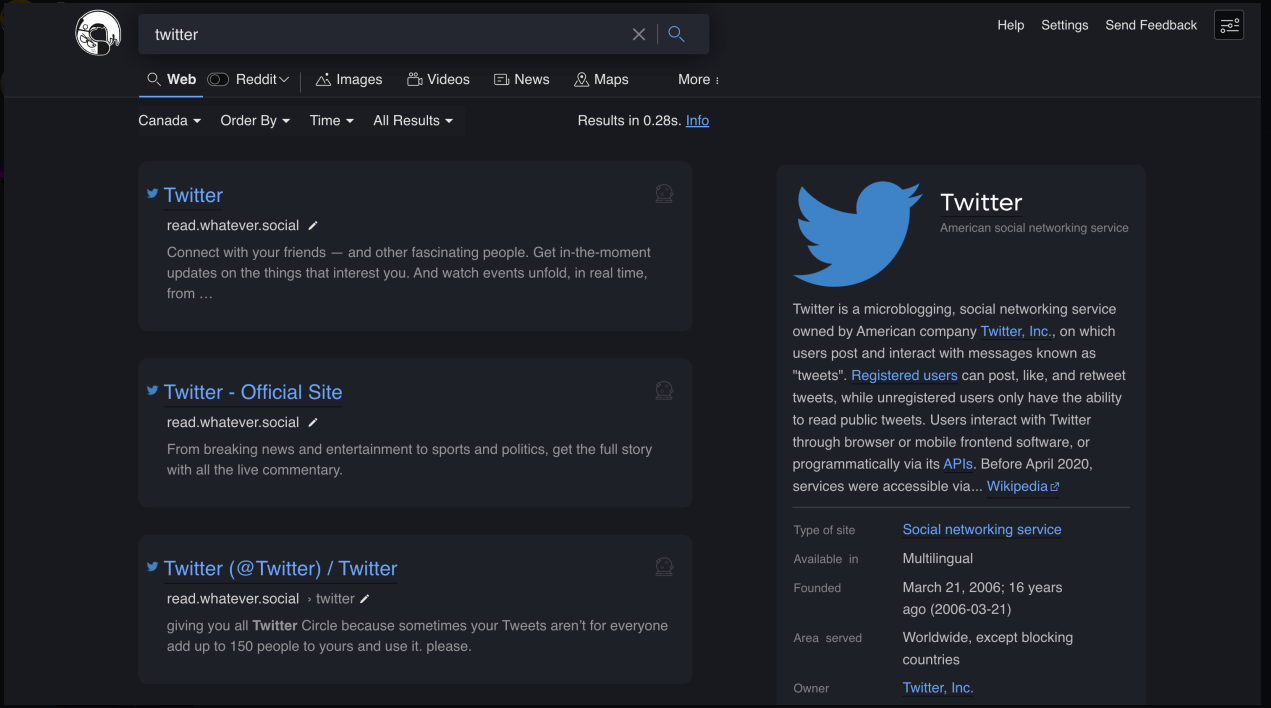 twitter
Help Settings Send Feedback
Web Reddit Images Videos News Maps More
Canada Order By Time All Results Results in 0.28s. Info
Twitter
read.whatever.social
Connect with your friends — and other fascinating people. Get in-the-moment
updates on the things that interest you. And watch events unfold, in real time,
from …
Twitter - Official Site
read.whatever.social
From breaking news and entertainment to sports and politics, get the full story
with all the live commentary.
Twitter (@Twitter) / Twitter
read.whatever.social › twitter
giving you all Twitter Circle because sometimes your Tweets aren’t for everyone
add up to 150 people to yours and use it. please.
Twitter
American social networking service
Twitter is a microblogging, social networking service
owned by American company Twitter, Inc., on which
users post and interact with messages known as
"tweets". Registered users can post, like, and retweet
tweets, while unregistered users only have the ability
to read public tweets. Users interact with Twitter
through browser or mobile frontend software, or
programmatically via its APIs. Before April 2020,
services were accessible via... Wikipedia
Type of site Social networking service
Available in Multilingual
Founded March 21, 2006; 16 years
ago (2006-03-21)
Area served Worldwide, except blocking
countries
Owner Twitter, Inc.